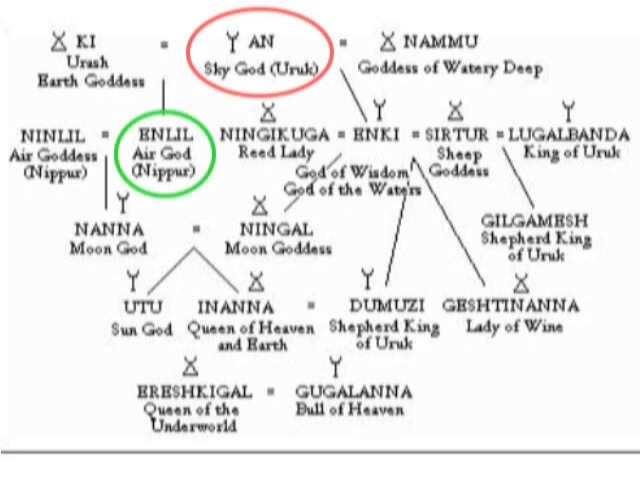 KI = AN = NAMMU
Urash Sky God (Uruk) Goddess of Watery Deep
Earth Goddess
NINLIL = ENLIL NINGIKUGA = ENKI = SIRTUR = LUGALBANDA
Air Goddess Air God Reed Lady God of Wisdom Sheep King of Uruk
(Nippur) (Nippur) God of the Waters Goddess
NANNA = NINGAL GILGAMESH
Moon God Moon Goddess Shepherd King
of Uruk
UTU INANNA = DUMUZI GESHTINANNA
Sun God Queen of Heaven Shepherd King Lady of Wine
and Earth of Uruk
ERESHKIGAL = GUGALANNA
Queen of the Bull of Heaven
Underworld